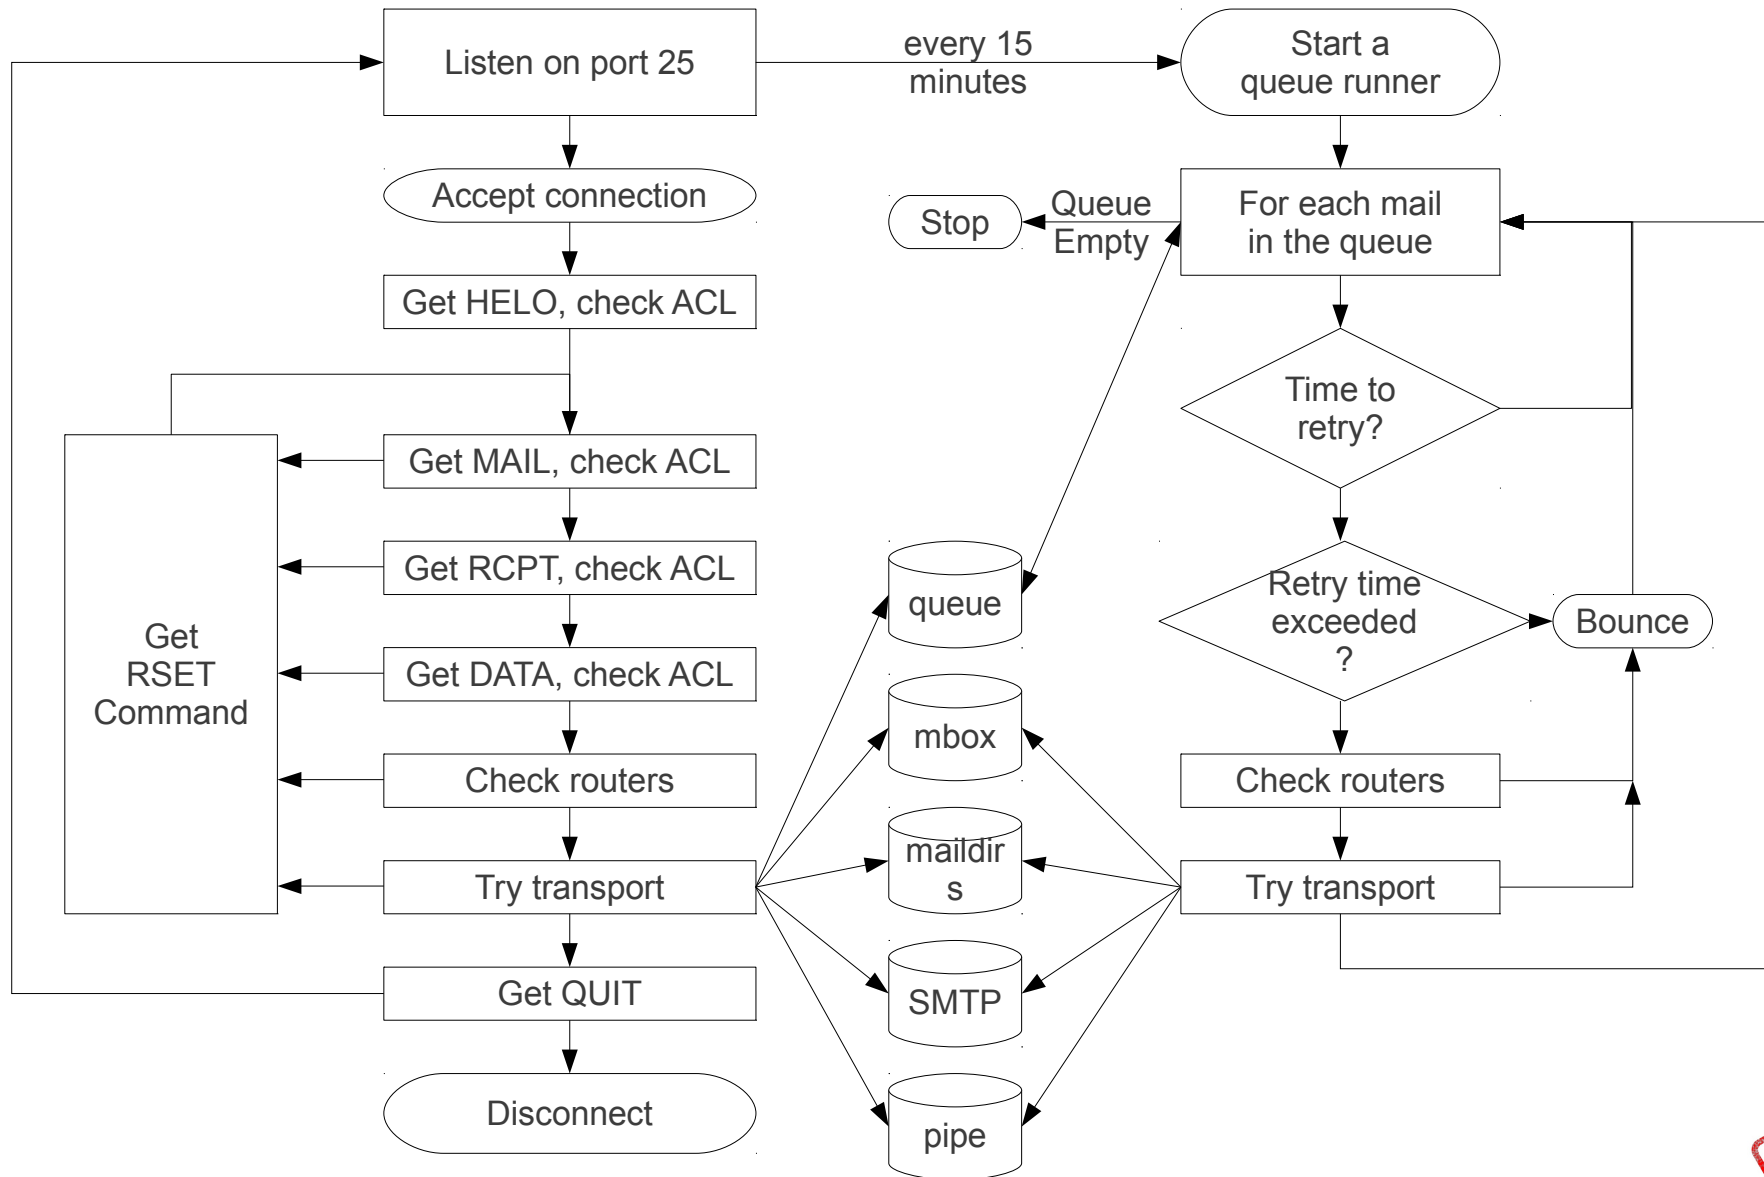 Listen on port 25
every 15
minutes
Start a
queue runner
Accept connection
Stop
Queue
Empty
For each mail
in the queue
Get HELO, check ACL
Time to
retry?
Get MAIL, check ACL
Get RCPT, check ACL
queue
Retry time
exceeded
?
Bounce
Get
RSET
Command
Get DATA, check ACL
mbox
Check routers
Check routers
maildir
s
Try transport
Try transport
Get QUIT
SMTP
Disconnect
pipe